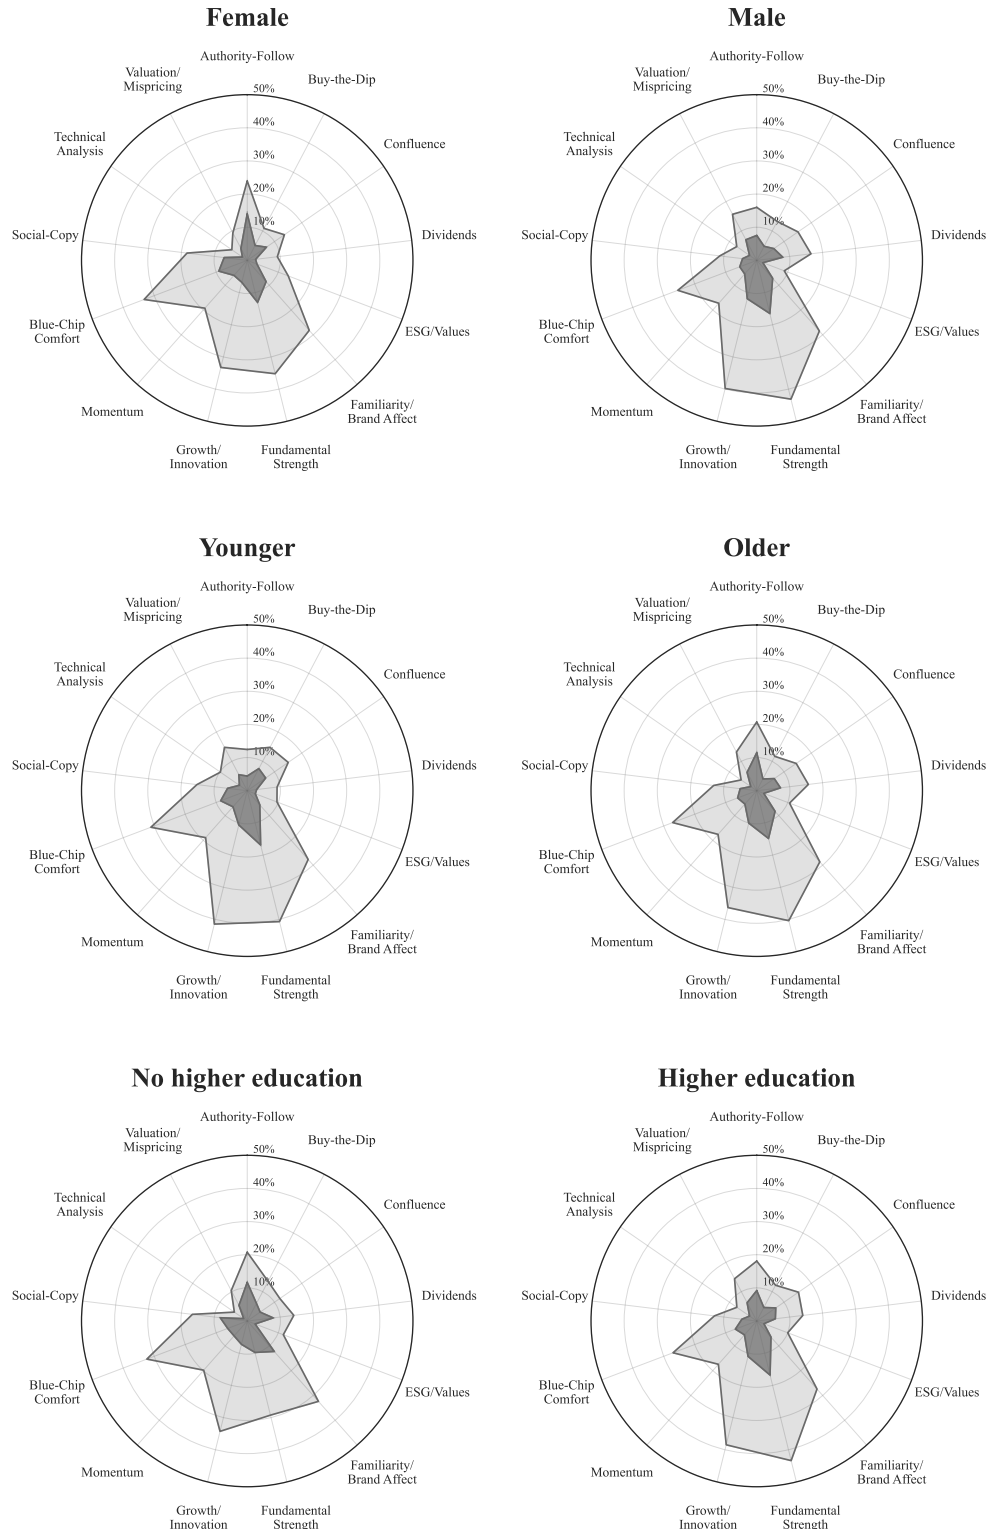 Female
Authority-Follow
Buy-the-Dip
Confluence
Dividends
ESG/Values
Familiarity/
Brand Affect
Fundamental
Strength
Growth/
Innovation
Momentum
Blue-Chip
Comfort
Social-Copy
Technical
Analysis
Valuation/
Mispricing
50%
40%
30%
20%
10%
Male
Authority-Follow
Buy-the-Dip
Confluence
Dividends
ESG/Values
Familiarity/
Brand Affect
Fundamental
Strength
Growth/
Innovation
Momentum
Blue-Chip
Comfort
Social-Copy
Technical
Analysis
Valuation/
Mispricing
50%
40%
30%
20%
10%
Younger
Authority-Follow
Buy-the-Dip
Confluence
Dividends
ESG/Values
Familiarity/
Brand Affect
Fundamental
Strength
Growth/
Innovation
Momentum
Blue-Chip
Comfort
Social-Copy
Technical
Analysis
Valuation/
Mispricing
50%
40%
30%
20%
10%
Older
Authority-Follow
Buy-the-Dip
Confluence
Dividends
ESG/Values
Familiarity/
Brand Affect
Fundamental
Strength
Growth/
Innovation
Momentum
Blue-Chip
Comfort
Social-Copy
Technical
Analysis
Valuation/
Mispricing
50%
40%
30%
20%
10%
No higher education
Authority-Follow
Buy-the-Dip
Confluence
Dividends
ESG/Values
Familiarity/
Brand Affect
Fundamental
Strength
Growth/
Innovation
Momentum
Blue-Chip
Comfort
Social-Copy
Technical
Analysis
Valuation/
Mispricing
50%
40%
30%
20%
10%
Higher education
Authority-Follow
Buy-the-Dip
Confluence
Dividends
ESG/Values
Familiarity/
Brand Affect
Fundamental
Strength
Growth/
Innovation
Momentum
Blue-Chip
Comfort
Social-Copy
Technical
Analysis
Valuation/
Mispricing
50%
40%
30%
20%
10%